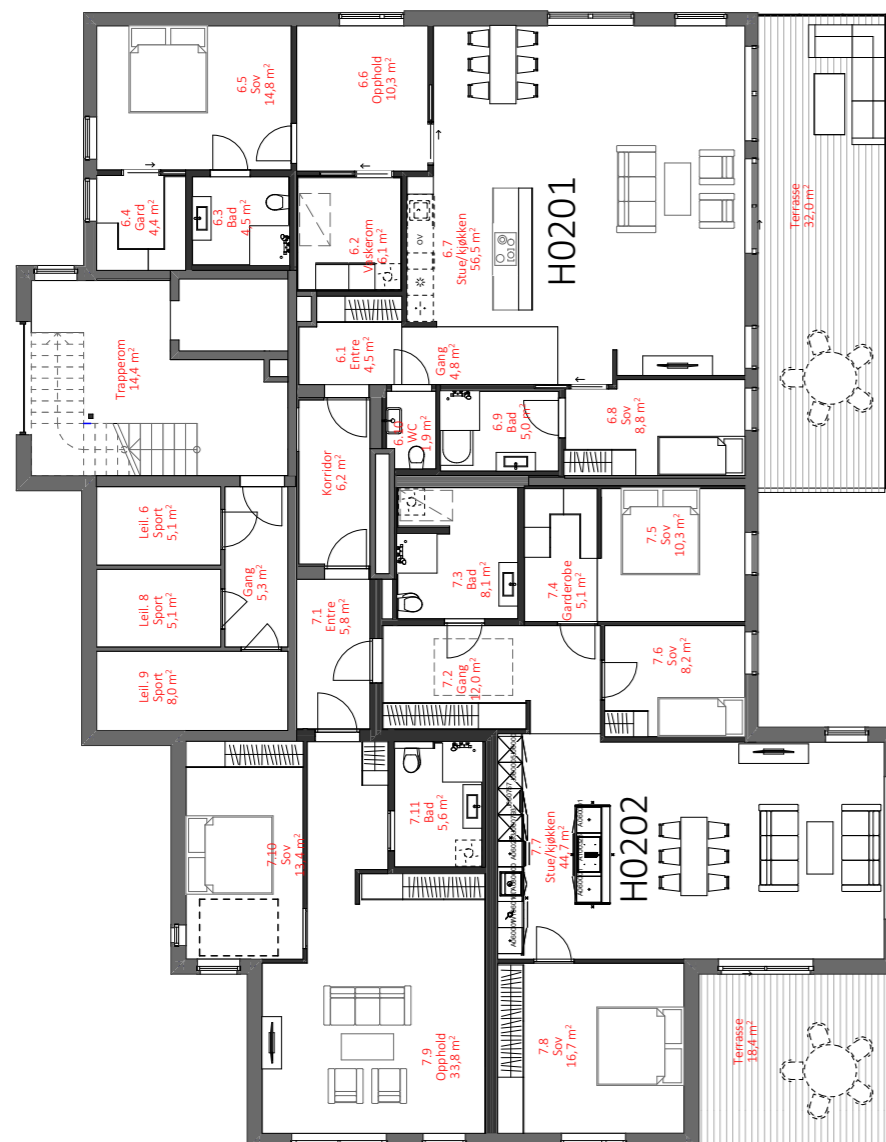 6.5
Sov
14,8 m²
6.6
Opphold
10,3 m²
6.4
Gard
4,4 m²
6.3
Bad
4,5 m²
6.2
Vaskerom
6,1 m²
OV
6.7
Stue/kjøkken
56,5 m²
H0201
Terrasse
32,0 m²
Trapperom
14,4 m²
6.1
Entre
4,5 m²
Gang
4,8 m²
6.10
WC
1,9 m²
6.9
Bad
5,0 m²
6.8
Sov
8,8 m²
Korridor
6,2 m²
Leil. 6
Sport
5,1 m²
Leil. 8
Sport
5,1 m²
Leil. 9
Sport
8,0 m²
Gang
5,3 m²
7.1
Entre
5,8 m²
7.3
Bad
8,1 m²
7.4
Garderobe
5,1 m²
7.5
Sov
10,3 m²
7.6
Sov
8,2 m²
7.2
Gang
12,0 m²
7.10
Sov
13,4 m²
7.11
Bad
5,6 m²
7.7
Stue/kjøkken
44,7 m²
H0202
7.9
Opphold
33,8 m²
7.8
Sov
16,7 m²
Terrasse
18,4 m²